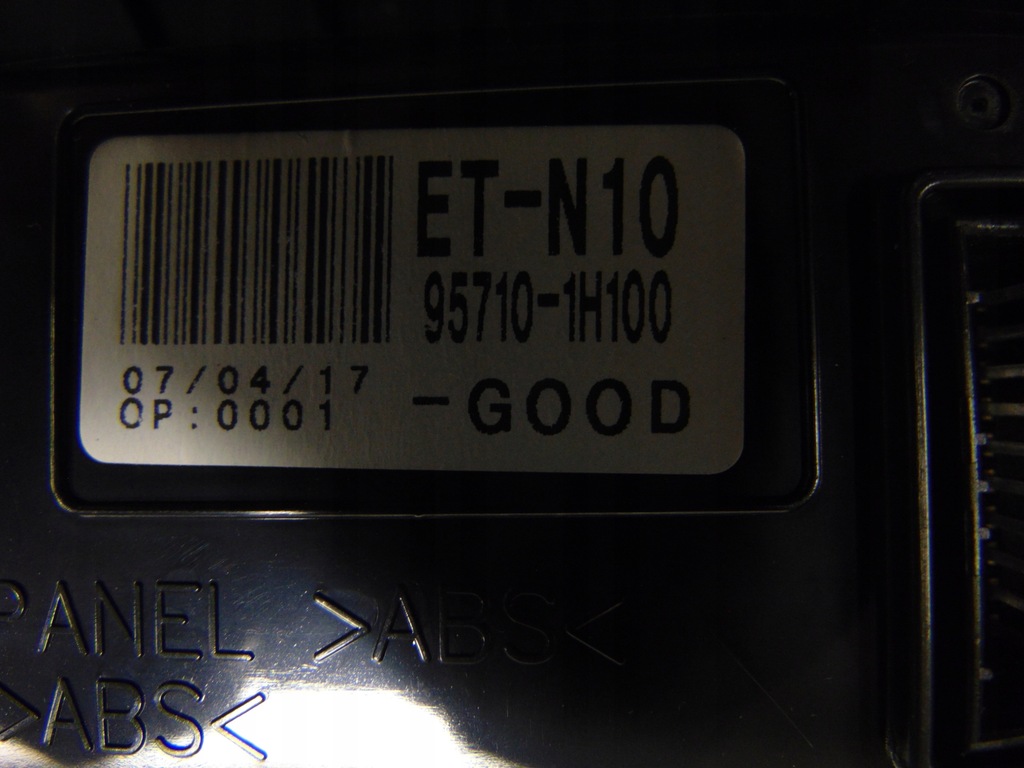 ET-N10
95710-1H100
07/04/17
OP:0001
-GOOD
PANEL >ABS<
>ABS<